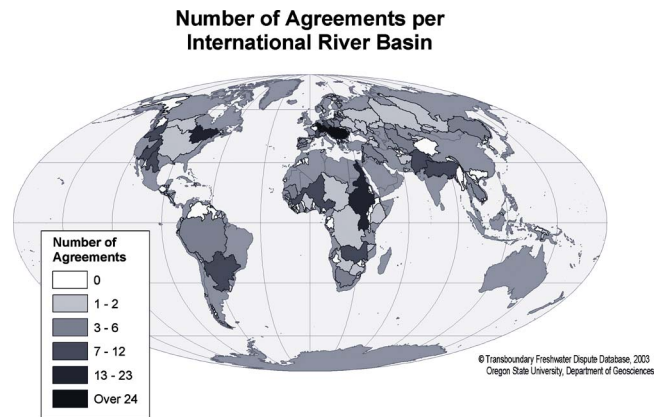 Number of Agreements per
International River Basin
Number of
Agreements
0
1 - 2
3 - 6
7 - 12
13 - 23
Over 24
© Transboundary Freshwater Dispute Database, 2003
Oregon State University, Department of Geosciences